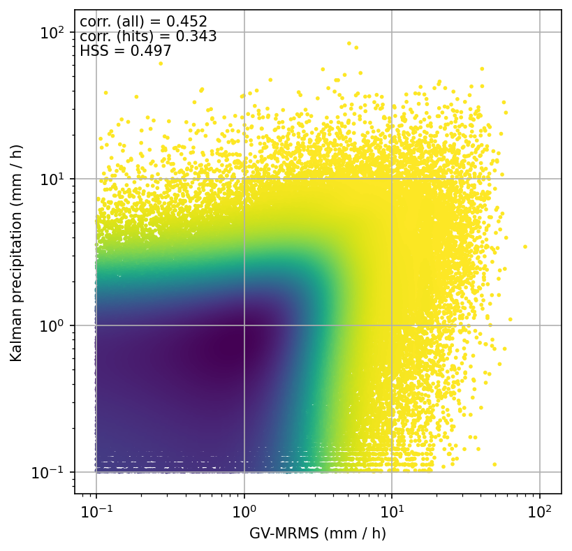 corr. (all) = 0.452
corr. (hits) = 0.343
HSS = 0.497
10²
10¹
10⁰
10⁻¹
Kalman precipitation (mm / h)
10⁻¹ 10⁰ 10¹ 10²
GV-MRMS (mm / h)